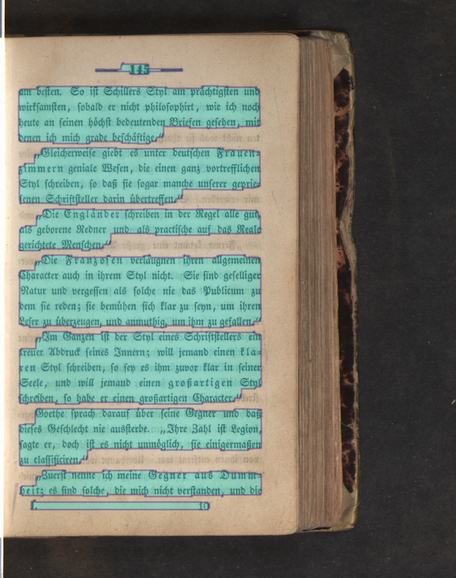 143
am besten. So ist Schillers Styl am prächtigsten und
wirksamsten, sobald er nicht philosophirt, wie ich noch
heute an seinen höchst bedeutenden Briefen gesehen, mit
denen ich mich grade beschäftige.“
„Gleicherweise giebt es unter deutschen Frauen-
zimmern geniale Wesen, die einen ganz vortrefflichen
Styl schreiben, so daß sie sogar manche unserer geprie-
senen Schriftsteller darin übertreffen.“
„Die Engländer schreiben in der Regel alle gut,
als geborene Redner und als practische auf das Reale
gerichtete Menschen.“
„Die Franzosen verläugnen ihren allgemeinen
Character auch in ihrem Styl nicht. Sie sind geselliger
Natur und vergessen als solche nie das Publicum zu
dem sie reden; sie bemühen sich klar zu seyn, um ihren
Leser zu überzeugen, und anmuthig, um ihm zu gefallen.“
„Im Ganzen ist der Styl eines Schriftstellers ein
treuer Abdruck seines Innern; will jemand einen kla-
ren Styl schreiben, so sey es ihm zuvor klar in seiner
Seele, und will jemand einen großartigen Styl
schreiben, so habe er einen großartigen Character.“
Goethe sprach darauf über seine Gegner und daß
dieses Geschlecht nie aussterbe. „Ihre Zahl ist Legion,
sagte er, doch ist es nicht unmöglich, sie einigermaßen
zu classificiren.“
„Zuerst nenne ich meine Gegner aus Dumm-
heit; es sind solche, die mich nicht verstanden, und die
I. 10